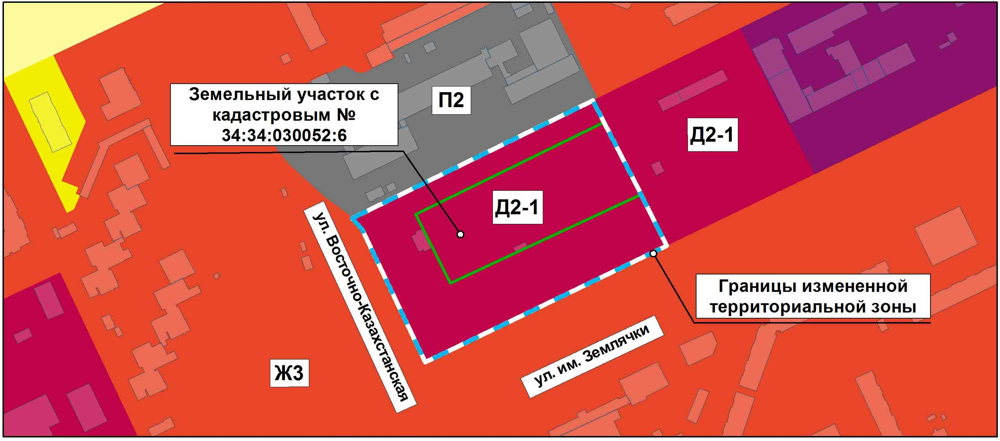 Земельный участок с
кадастровым №
34:34:030052:6
П2
Д2-1
Д2-1
ул. Восточно-Казахстанская
Границы измененной
территориальной зоны
ул. им. Землячки
Ж3